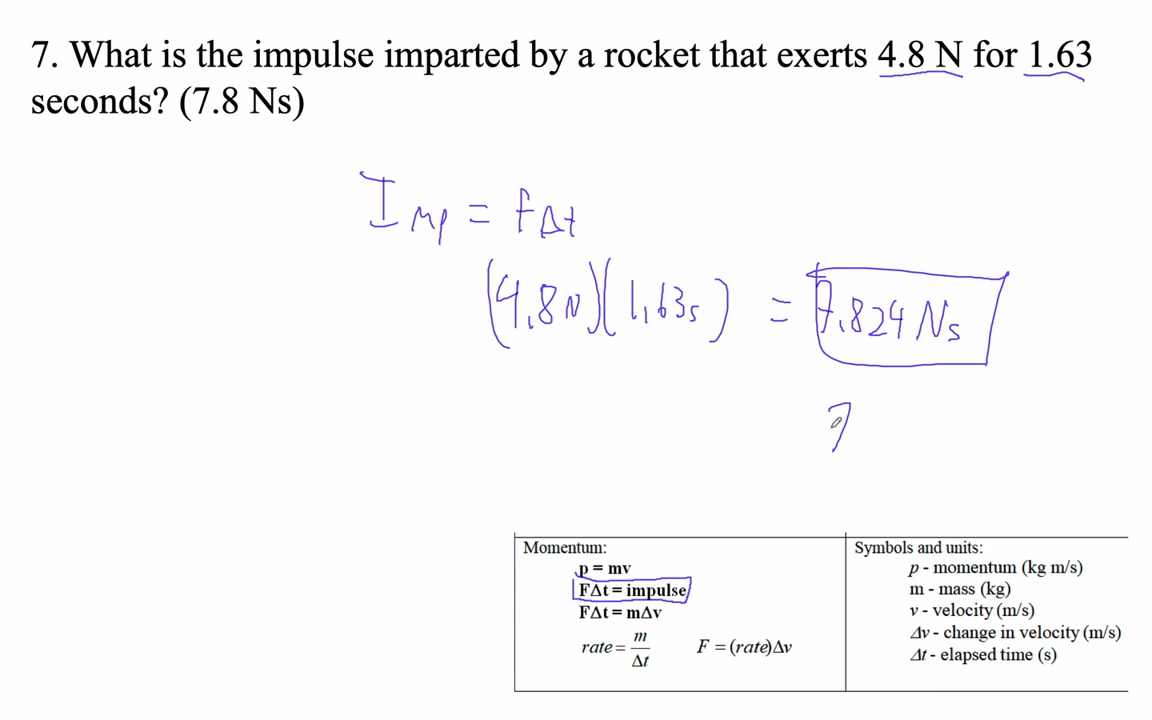 7. What is the impulse imparted by a rocket that exerts 4.8 N for 1.63
seconds? (7.8 Ns)
Imp = FΔt
(4.8N)(1.63s) = 7.824 Ns
7
Momentum:
p = mv
FΔt = impulse
FΔt = mΔv
rate = m/Δt F = (rate)Δv
Symbols and units:
p - momentum (kg m/s)
m - mass (kg)
v - velocity (m/s)
Δv - change in velocity (m/s)
Δt - elapsed time (s)